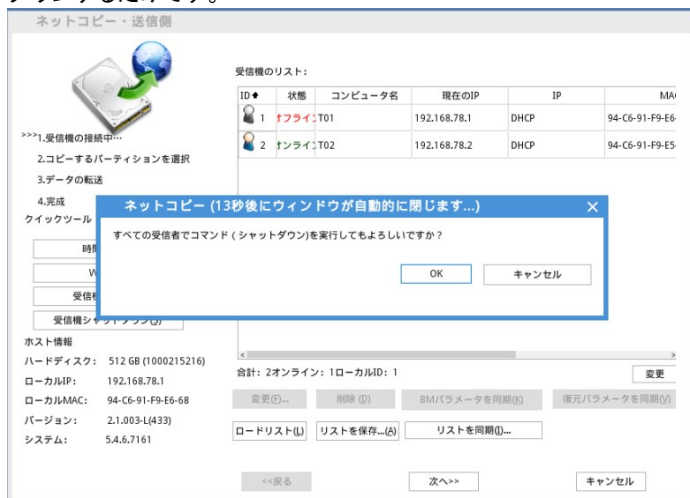 ネットコピー・送信側
受信機のリスト:
ID 状態 コンピュータ名 現在のIP IP
1 T01 192.168.78.1 DHCP 94-C6-91-F9-E6-
2 T02 192.168.78.2 DHCP 94-C6-91-F9-E5-
>>>1.受信機の接続中…
2.コピーするパーティションを選択
3.データの転送
4.完成
クイックツール
ネットコピー (13秒後にウィンドウが自動的に閉じます...)
すべての受信者でコマンド ( シャットダウン)を実行してもよろしいですか?
OK キャンセル
ホスト情報
ハードディスク: 512 GB (1000215216)
ローカルIP: 192.168.78.1
ローカルMAC: 94-C6-91-F9-E6-68
バージョン: 2.1.003-L(433)
システム: 5.4.6.7161
合計: 2オンライン: 1ローカルID: 1
変更
変更(E)... 削除 (D) BMパラメータを同期(K) 復元パラメータを同期(V)
ロードリスト(L) リストを保存...(A) リストを同期(I)...
<<戻る 次へ>> キャンセル